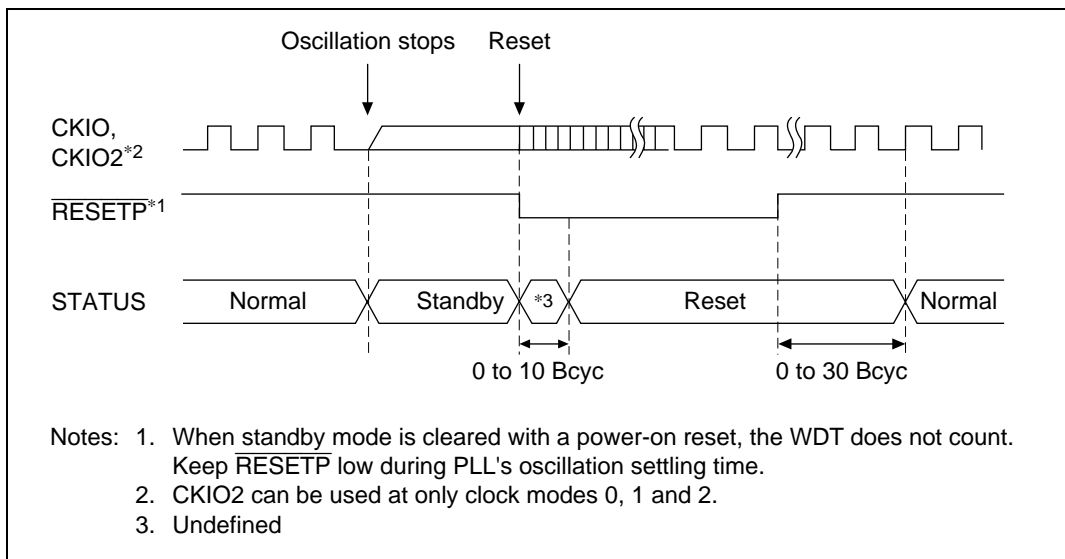 Oscillation stops Reset
CKIO,
CKIO2*2
RESETP*1
STATUS Normal Standby *3 Reset Normal
0 to 10 Bcyc 0 to 30 Bcyc
Notes: 1. When standby mode is cleared with a power-on reset, the WDT does not count.
Keep RESETP low during PLL's oscillation settling time.
2. CKIO2 can be used at only clock modes 0, 1 and 2.
3. Undefined